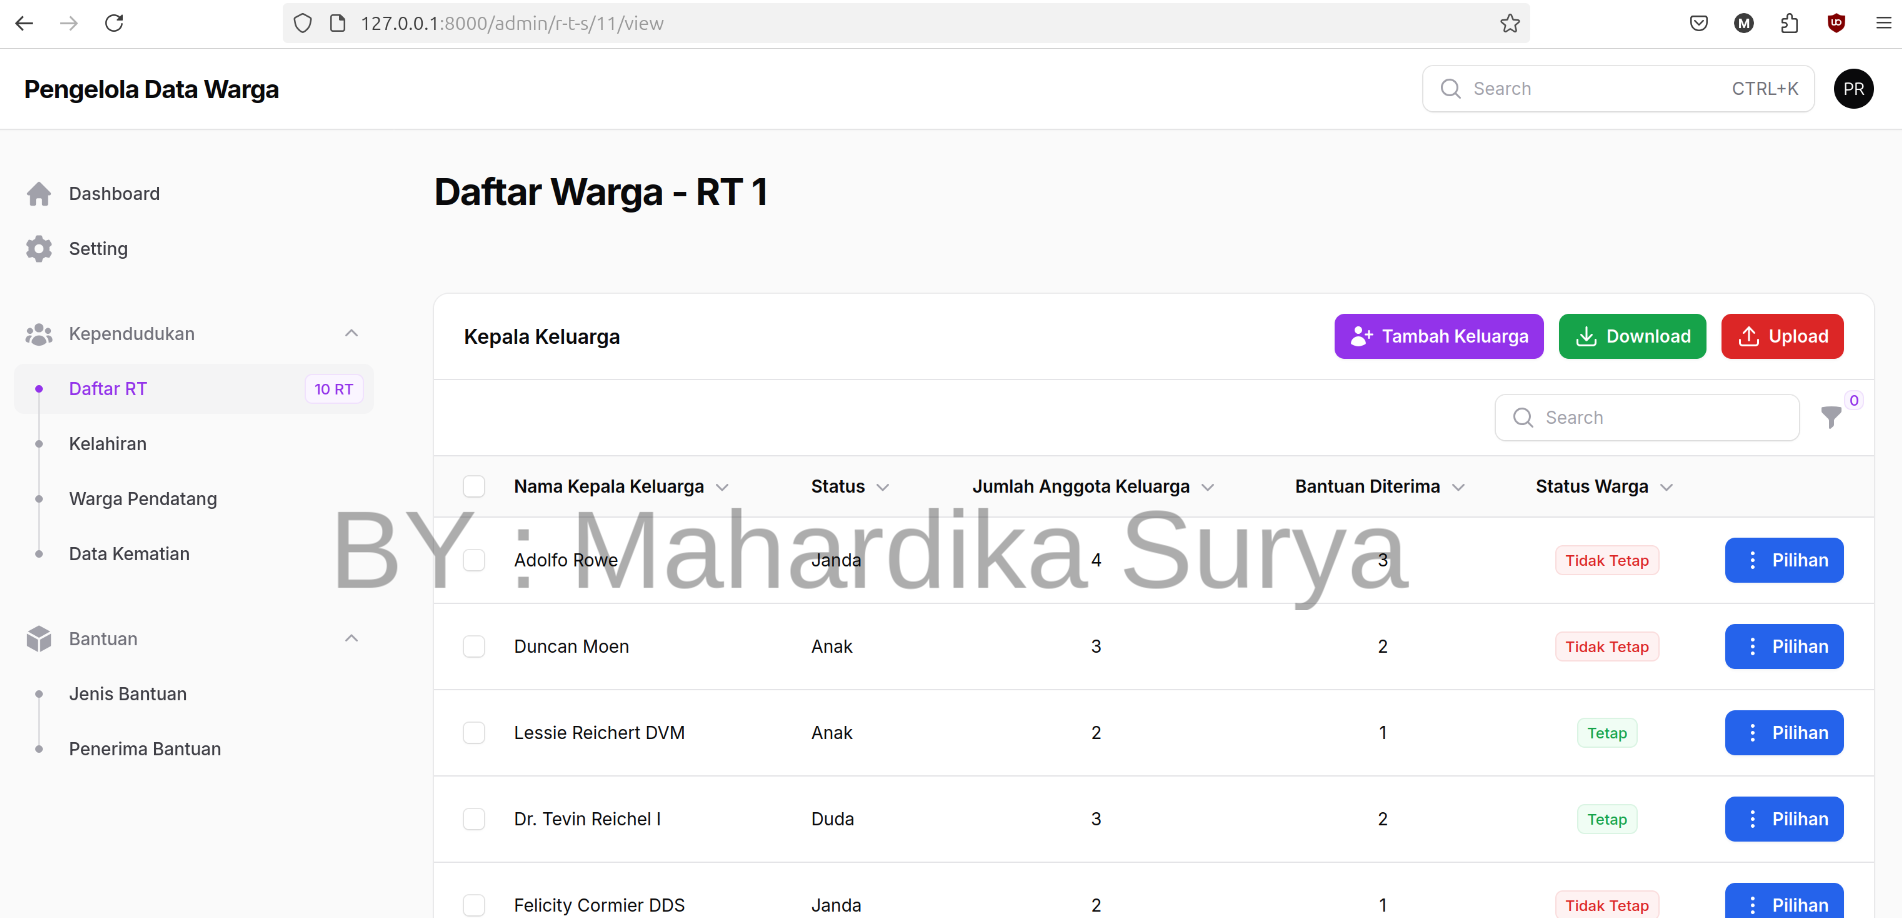 127.0.0.1:8000/admin/r-t-s/11/view
M
Pengelola Data Warga
Search CTRL+K
PR
Dashboard
Setting
Kependudukan
Daftar RT 10 RT
Kelahiran
Warga Pendatang
Data Kematian
Bantuan
Jenis Bantuan
Penerima Bantuan
Daftar Warga - RT 1
Kepala Keluarga Tambah Keluarga Download Upload
Search 0
Nama Kepala Keluarga Status Jumlah Anggota Keluarga Bantuan Diterima Status Warga
BY : Mahardika Surya
Adolfo Rowe Janda 4 3 Tidak Tetap Pilihan
Duncan Moen Anak 3 2 Tidak Tetap Pilihan
Lessie Reichert DVM Anak 2 1 Tetap Pilihan
Dr. Tevin Reichel I Duda 3 2 Tetap Pilihan
Felicity Cormier DDS Janda 2 1 Tidak Tetap Pilihan